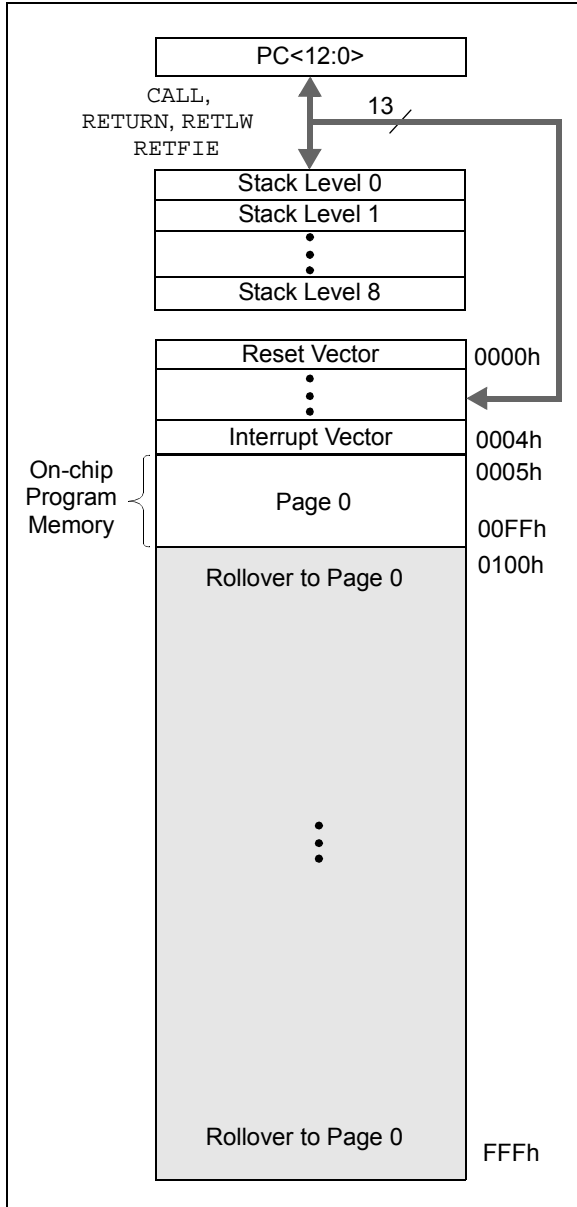 PC<12:0>
CALL,
RETURN, RETLW
RETFIE
13
Stack Level 0
Stack Level 1
Stack Level 8
Reset Vector
0000h
Interrupt Vector
0004h
On-chip
Program
Memory
0005h
Page 0
00FFh
0100h
Rollover to Page 0
Rollover to Page 0
FFFh